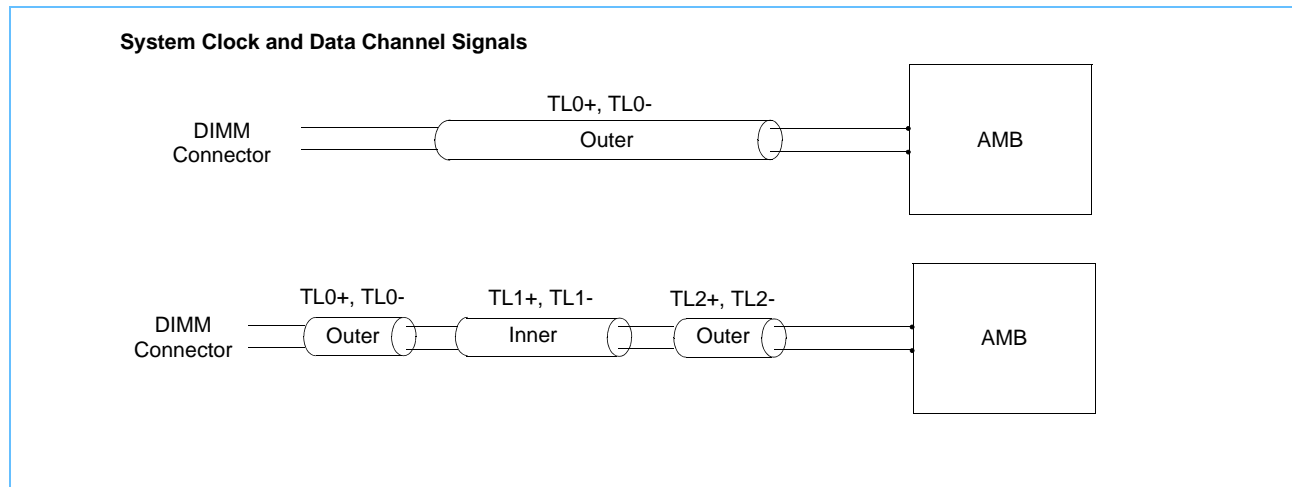 System Clock and Data Channel Signals
TL0+, TL0-
DIMM
Connector
Outer
AMB
TL0+, TL0-
TL1+, TL1-
TL2+, TL2-
DIMM
Connector
Outer
Inner
Outer
AMB